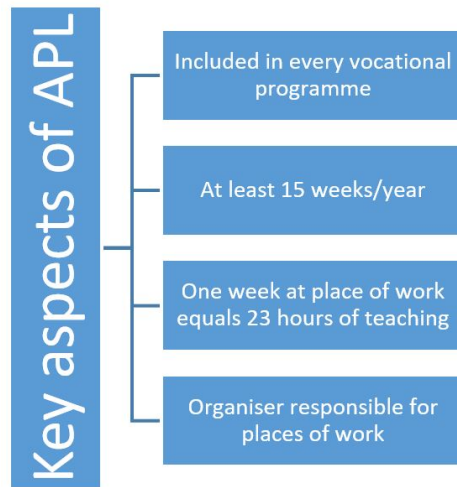 Key aspects of APL
Included in every vocational
programme
At least 15 weeks/year
One week at place of work
equals 23 hours of teaching
Organiser responsible for
places of work